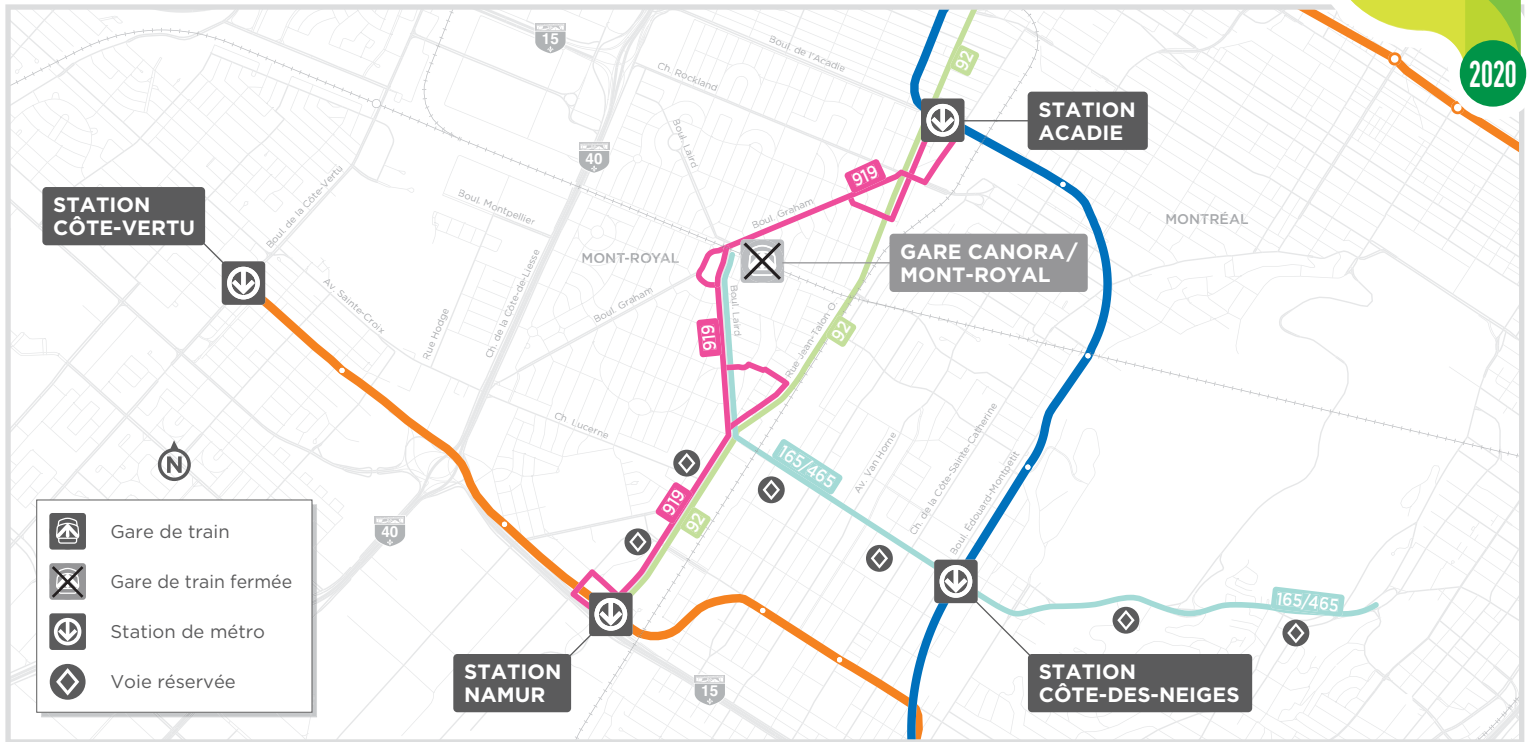 2020
15
Boul. de l'Acadie
92
Ch. Rockland
STATION
ACADIE
Boul. Laird
40
919
STATION
CÔTE-VERTU
Boul. de la Côte-Vertu
Boul. Montpellier
Boul. Graham
MONTRÉAL
MONT-ROYAL
GARE CANORA/
MONT-ROYAL
Av. Sainte-Croix
Rue Hodge
Ch. de la Côte-de-Liesse
Boul. Graham
Boul. Laird
919
Rue Jean-Talon O.
92
Ch. Lucerne
165/465
Av. Van Horne
Ch. de la Côte-Sainte-Catherine
Boul. Edouard-Montpetit
N
919
92
40
Gare de train
Gare de train fermée
Station de métro
Voie réservée
165/465
STATION
NAMUR
15
STATION
CÔTE-DES-NEIGES